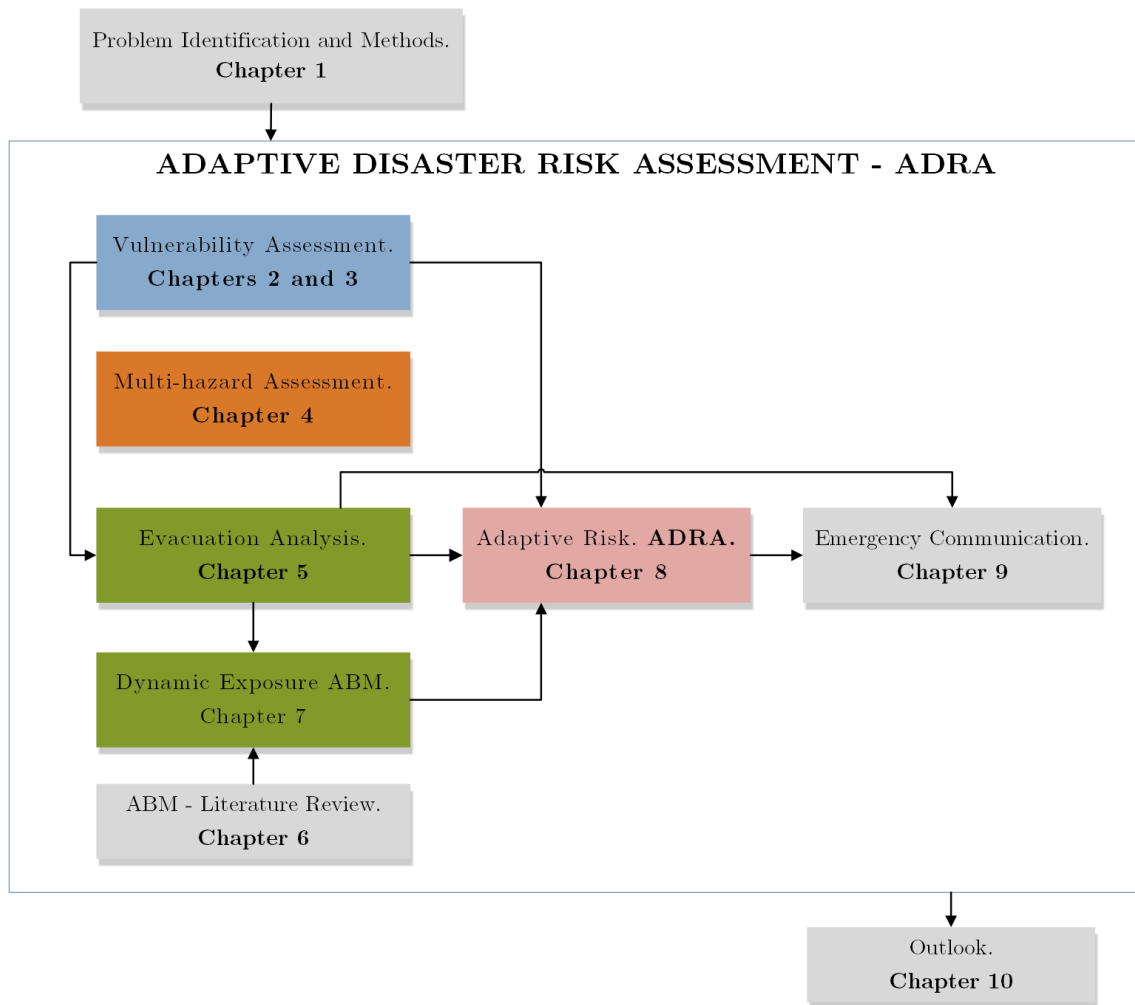 Problem Identification and Methods.
Chapter 1
ADAPTIVE DISASTER RISK ASSESSMENT - ADRA
Vulnerability Assessment.
Chapters 2 and 3
Multi-hazard Assessment.
Chapter 4
Evacuation Analysis.
Chapter 5
Adaptive Risk. ADRA.
Chapter 8
Emergency Communication.
Chapter 9
Dynamic Exposure ABM.
Chapter 7
ABM - Literature Review.
Chapter 6
Outlook.
Chapter 10